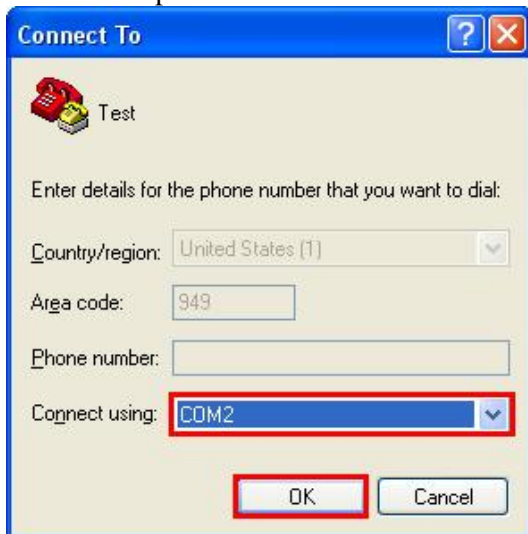 Connect To
Test
Enter details for the phone number that you want to dial:
Country/region: United States (1)
Area code: 949
Phone number:
Connect using: COM2
OK Cancel